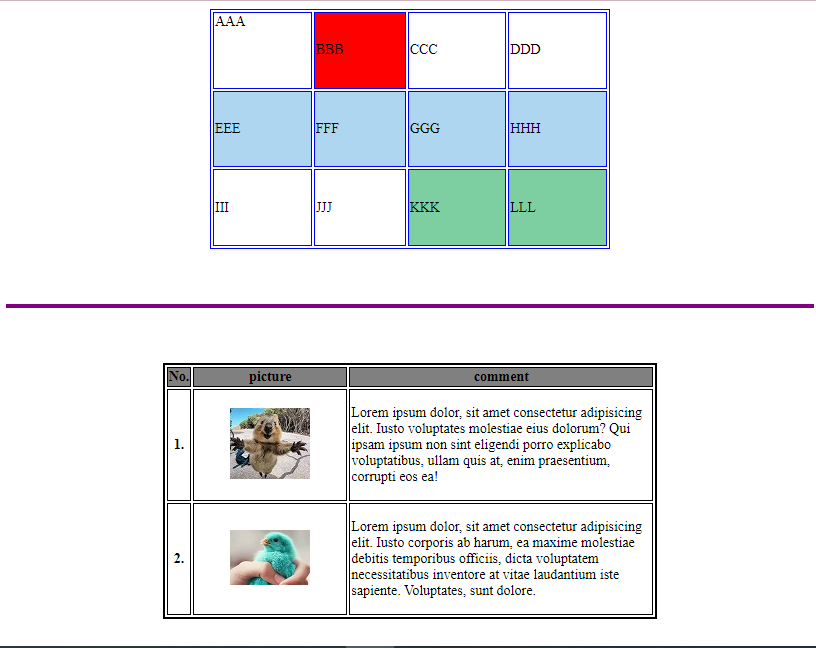 AAA BBB CCC DDD
EEE FFF GGG HHH
III JJJ KKK LLL
No. picture comment
1.
Lorem ipsum dolor, sit amet consectetur adipisicing
elit. Iusto voluptates molestiae eius dolorum? Qui
ipsam ipsum non sint eligendi porro explicabo
voluptatibus, ullam quis at, enim praesentium,
corrupti eos ea!
2.
Lorem ipsum dolor, sit amet consectetur adipisicing
elit. Iusto corporis ab harum, ea maxime molestiae
debitis temporibus officiis, dicta voluptatem
necessitatibus inventore at vitae laudantium iste
sapiente. Voluptates, sunt dolore.